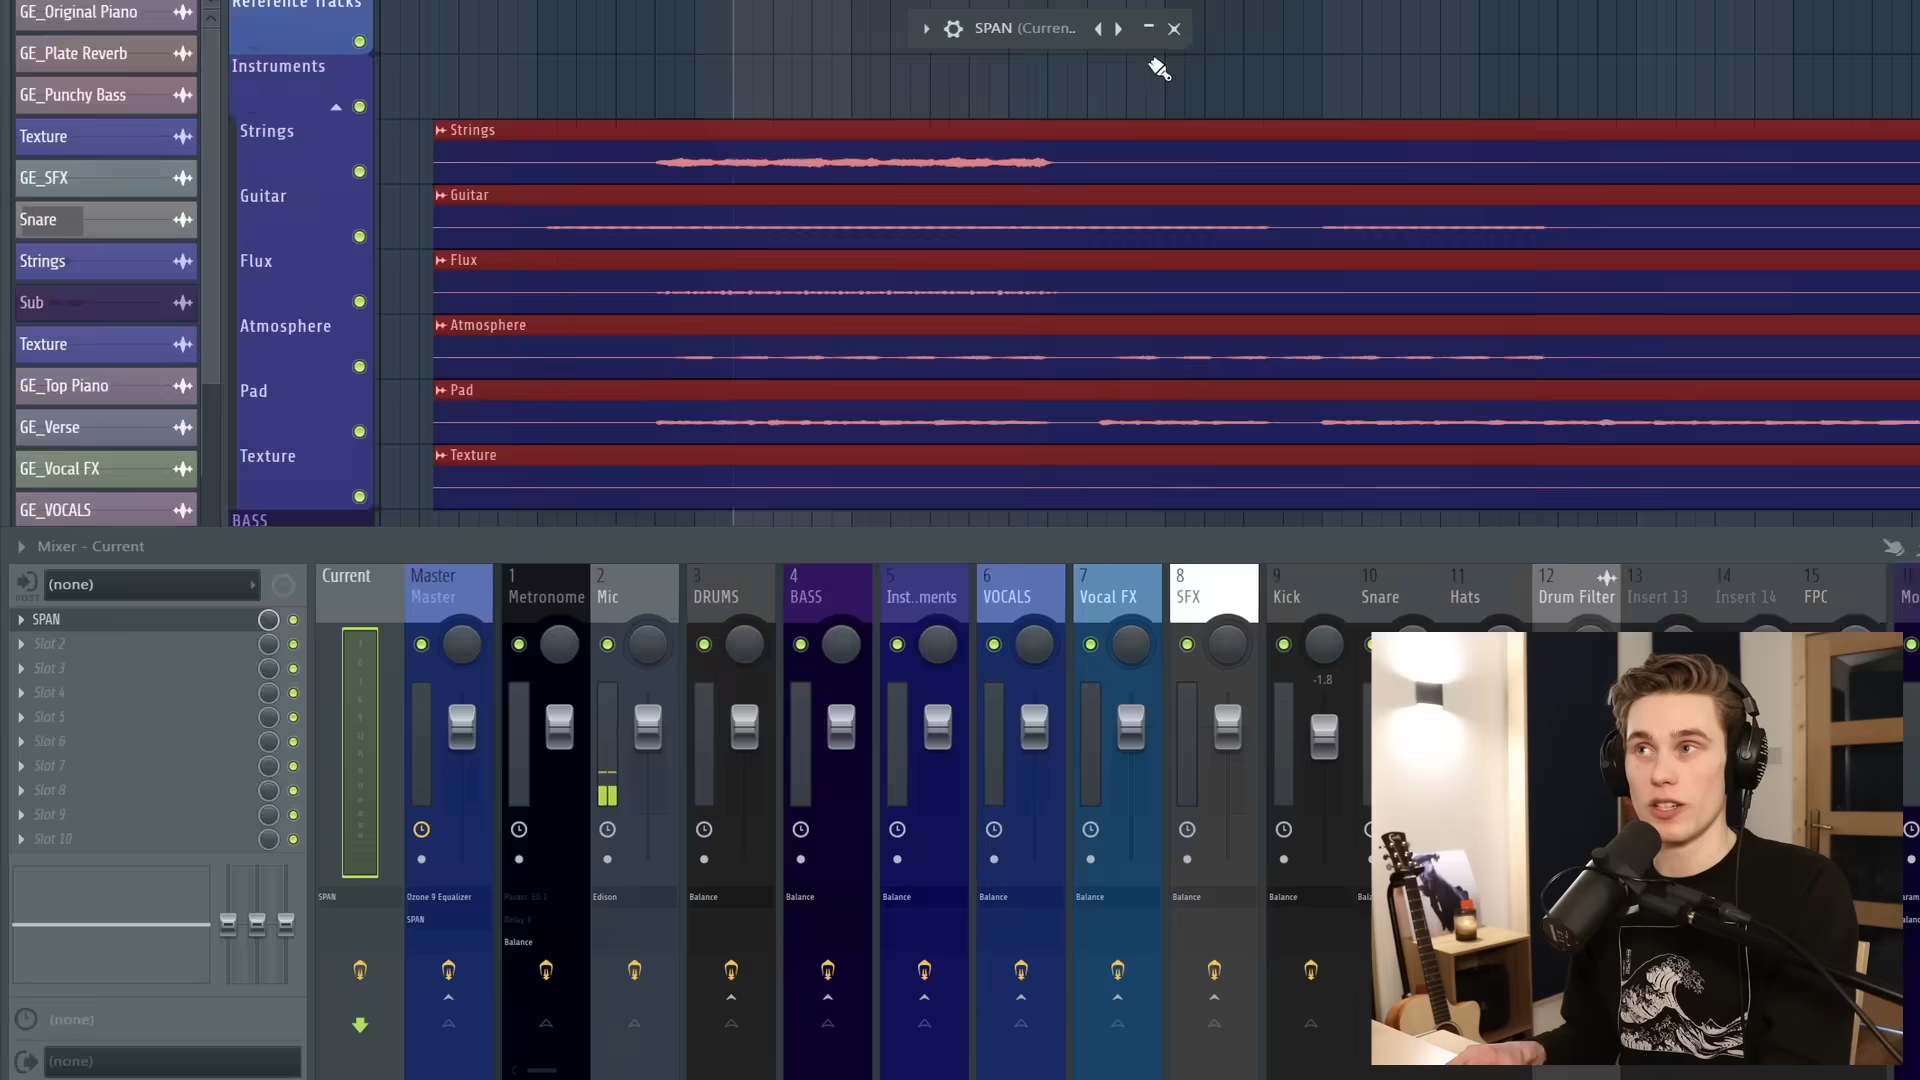 GE_Original Piano
GE_Plate Reverb
GE_Punchy Bass
Texture
GE_SFX
Snare
Strings
Sub
Texture
GE_Top Piano
GE_Verse
GE_Vocal FX
GE_VOCALS
Reference Tracks
Instruments
Strings
Guitar
Flux
Atmosphere
Pad
Texture
BASS
SPAN (Curren..
Strings
Guitar
Flux
Atmosphere
Pad
Texture
Mixer - Current
(none)
SPAN
Slot 2
Slot 3
Slot 4
Slot 5
Slot 6
Slot 7
Slot 8
Slot 9
Slot 10
(none)
(none)
Current
SPAN
Master
Master
Ozone 9 Equalizer
SPAN
1
Metronome
Balance
2
Mic
Edison
3
DRUMS
Balance
4
BASS
Balance
5
Inst..ments
Balance
6
VOCALS
Balance
7
Vocal FX
Balance
8
SFX
Balance
9
Kick
-1.8
Balance
10
Snare
11
Hats
12
Drum Filter
13
Insert 13
14
Insert 14
15
FPC